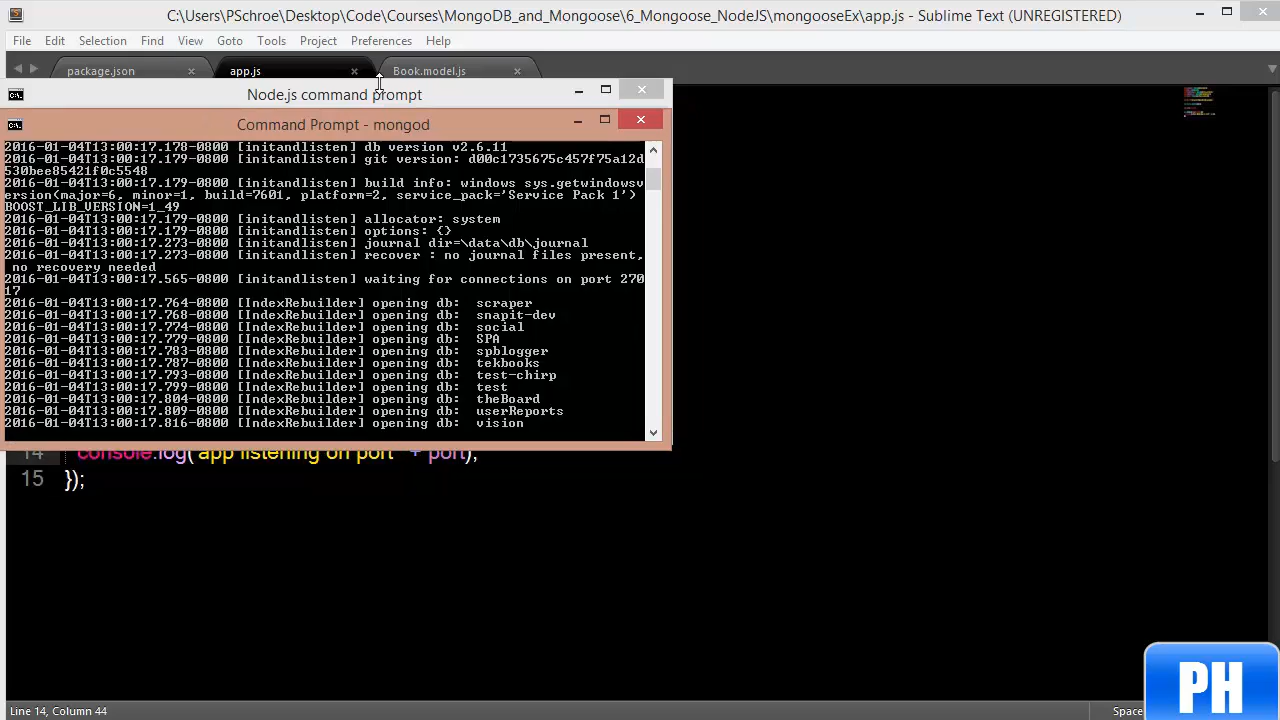 C:\Users\PSchroe\Desktop\Code\Courses\MongoDB_and_Mongoose\6_Mongoose_NodeJS\mongooseEx\app.js - Sublime Text (UNREGISTERED)
File Edit Selection Find View Goto Tools Project Preferences Help
package.json app.js Book.model.js
Node.js command prompt
Command Prompt - mongod
2016-01-04T13:00:17.178-0800 [initandlisten] db version v2.6.11
2016-01-04T13:00:17.179-0800 [initandlisten] git version: d00c1735675c457f75a12d
530bee85421f0c5548
2016-01-04T13:00:17.179-0800 [initandlisten] build info: windows sys.getwindowsv
ersion(major=6, minor=1, build=7601, platform=2, service_pack='Service Pack 1')
BOOST_LIB_VERSION=1_49
2016-01-04T13:00:17.179-0800 [initandlisten] allocator: system
2016-01-04T13:00:17.179-0800 [initandlisten] options: {}
2016-01-04T13:00:17.273-0800 [initandlisten] journal dir=\data\db\journal
2016-01-04T13:00:17.273-0800 [initandlisten] recover : no journal files present,
no recovery needed
2016-01-04T13:00:17.565-0800 [initandlisten] waiting for connections on port 270
17
2016-01-04T13:00:17.764-0800 [IndexRebuilder] opening db:  scraper
2016-01-04T13:00:17.768-0800 [IndexRebuilder] opening db:  snapit-dev
2016-01-04T13:00:17.774-0800 [IndexRebuilder] opening db:  social
2016-01-04T13:00:17.779-0800 [IndexRebuilder] opening db:  SPA
2016-01-04T13:00:17.783-0800 [IndexRebuilder] opening db:  spblogger
2016-01-04T13:00:17.787-0800 [IndexRebuilder] opening db:  tekbooks
2016-01-04T13:00:17.793-0800 [IndexRebuilder] opening db:  test-chirp
2016-01-04T13:00:17.799-0800 [IndexRebuilder] opening db:  test
2016-01-04T13:00:17.804-0800 [IndexRebuilder] opening db:  theBoard
2016-01-04T13:00:17.809-0800 [IndexRebuilder] opening db:  userReports
2016-01-04T13:00:17.816-0800 [IndexRebuilder] opening db:  vision
14 console.log('app listening on port ' + port);
15 });
Line 14, Column 44
Space
PH